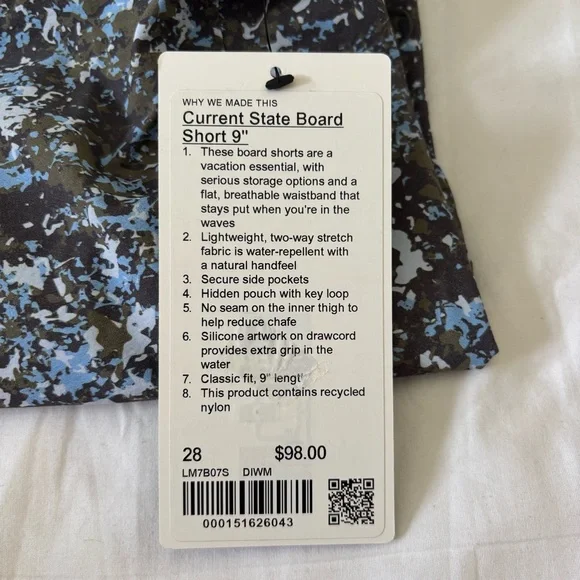 WHY WE MADE THIS
Current State Board
Short 9"
1. These board shorts are a
vacation essential, with
serious storage options and a
flat, breathable waistband that
stays put when you're in the
waves
2. Lightweight, two-way stretch
fabric is water-repellent with
a natural handfeel
3. Secure side pockets
4. Hidden pouch with key loop
5. No seam on the inner thigh to
help reduce chafe
6. Silicone artwork on drawcord
provides extra grip in the
water
7. Classic fit, 9" lengt
8. This product contains recycled
nylon
28 $98.00
LM7B07S DIWM
000151626043